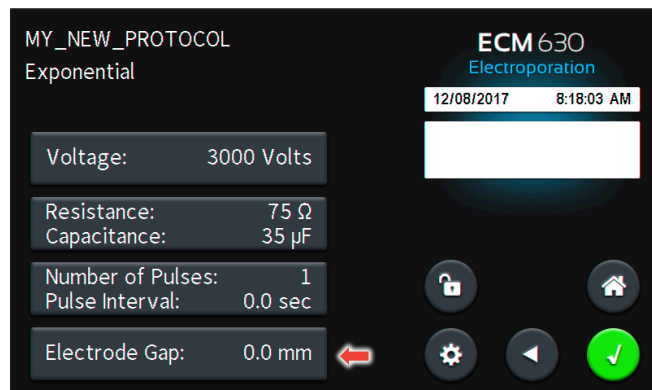 MY_NEW_PROTOCOL
Exponential
ECM 630
Electroporation
12/08/2017 8:18:03 AM
Voltage: 3000 Volts
Resistance: 75 Ω
Capacitance: 35 µF
Number of Pulses: 1
Pulse Interval: 0.0 sec
Electrode Gap: 0.0 mm